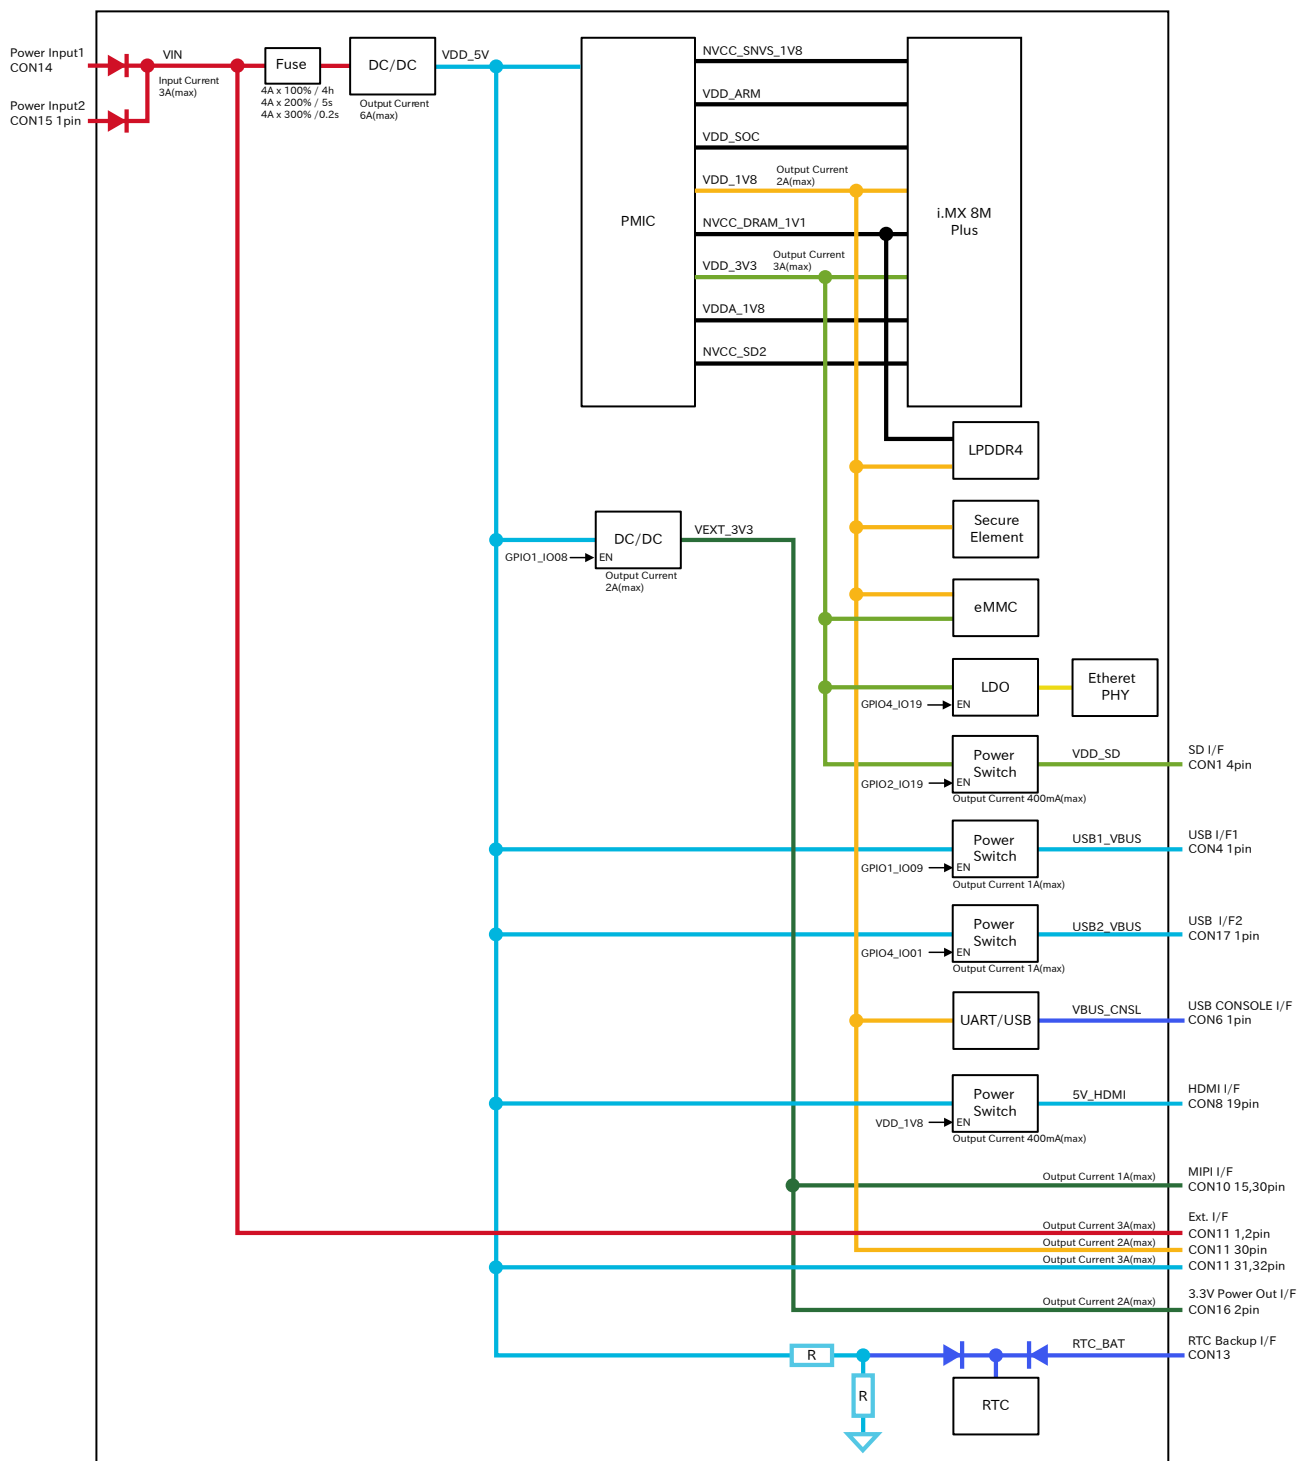 Power Input1
CON14
Power Input2
CON15 1pin
VIN
Input Current
3A(max)
Fuse
4A x 100% / 4h
4A x 200% / 5s
4A x 300% /0.2s
DC/DC
Output Current
6A(max)
VDD_5V
PMIC
NVCC_SNVS_1V8
VDD_ARM
VDD_SOC
VDD_1V8
Output Current
2A(max)
NVCC_DRAM_1V1
VDD_3V3
Output Current
3A(max)
VDDA_1V8
NVCC_SD2
i.MX 8M
Plus
LPDDR4
Secure
Element
DC/DC
EN
GPIO1_IO08
Output Current
2A(max)
VEXT_3V3
eMMC
LDO
EN
GPIO4_IO19
Etheret
PHY
Power
Switch
EN
GPIO2_IO19
Output Current 400mA(max)
VDD_SD
SD I/F
CON1 4pin
Power
Switch
EN
GPIO1_IO09
Output Current 1A(max)
USB1_VBUS
USB I/F1
CON4 1pin
Power
Switch
EN
GPIO4_IO01
Output Current 1A(max)
USB2_VBUS
USB I/F2
CON17 1pin
UART/USB
VBUS_CNSL
USB CONSOLE I/F
CON6 1pin
Power
Switch
EN
VDD_1V8
Output Current 400mA(max)
5V_HDMI
HDMI I/F
CON8 19pin
Output Current 1A(max)
MIPI I/F
CON10 15,30pin
Ext. I/F
Output Current 3A(max)
CON11 1,2pin
Output Current 2A(max)
CON11 30pin
Output Current 3A(max)
CON11 31,32pin
3.3V Power Out I/F
Output Current 2A(max)
CON16 2pin
R
R
RTC_BAT
RTC Backup I/F
CON13
RTC